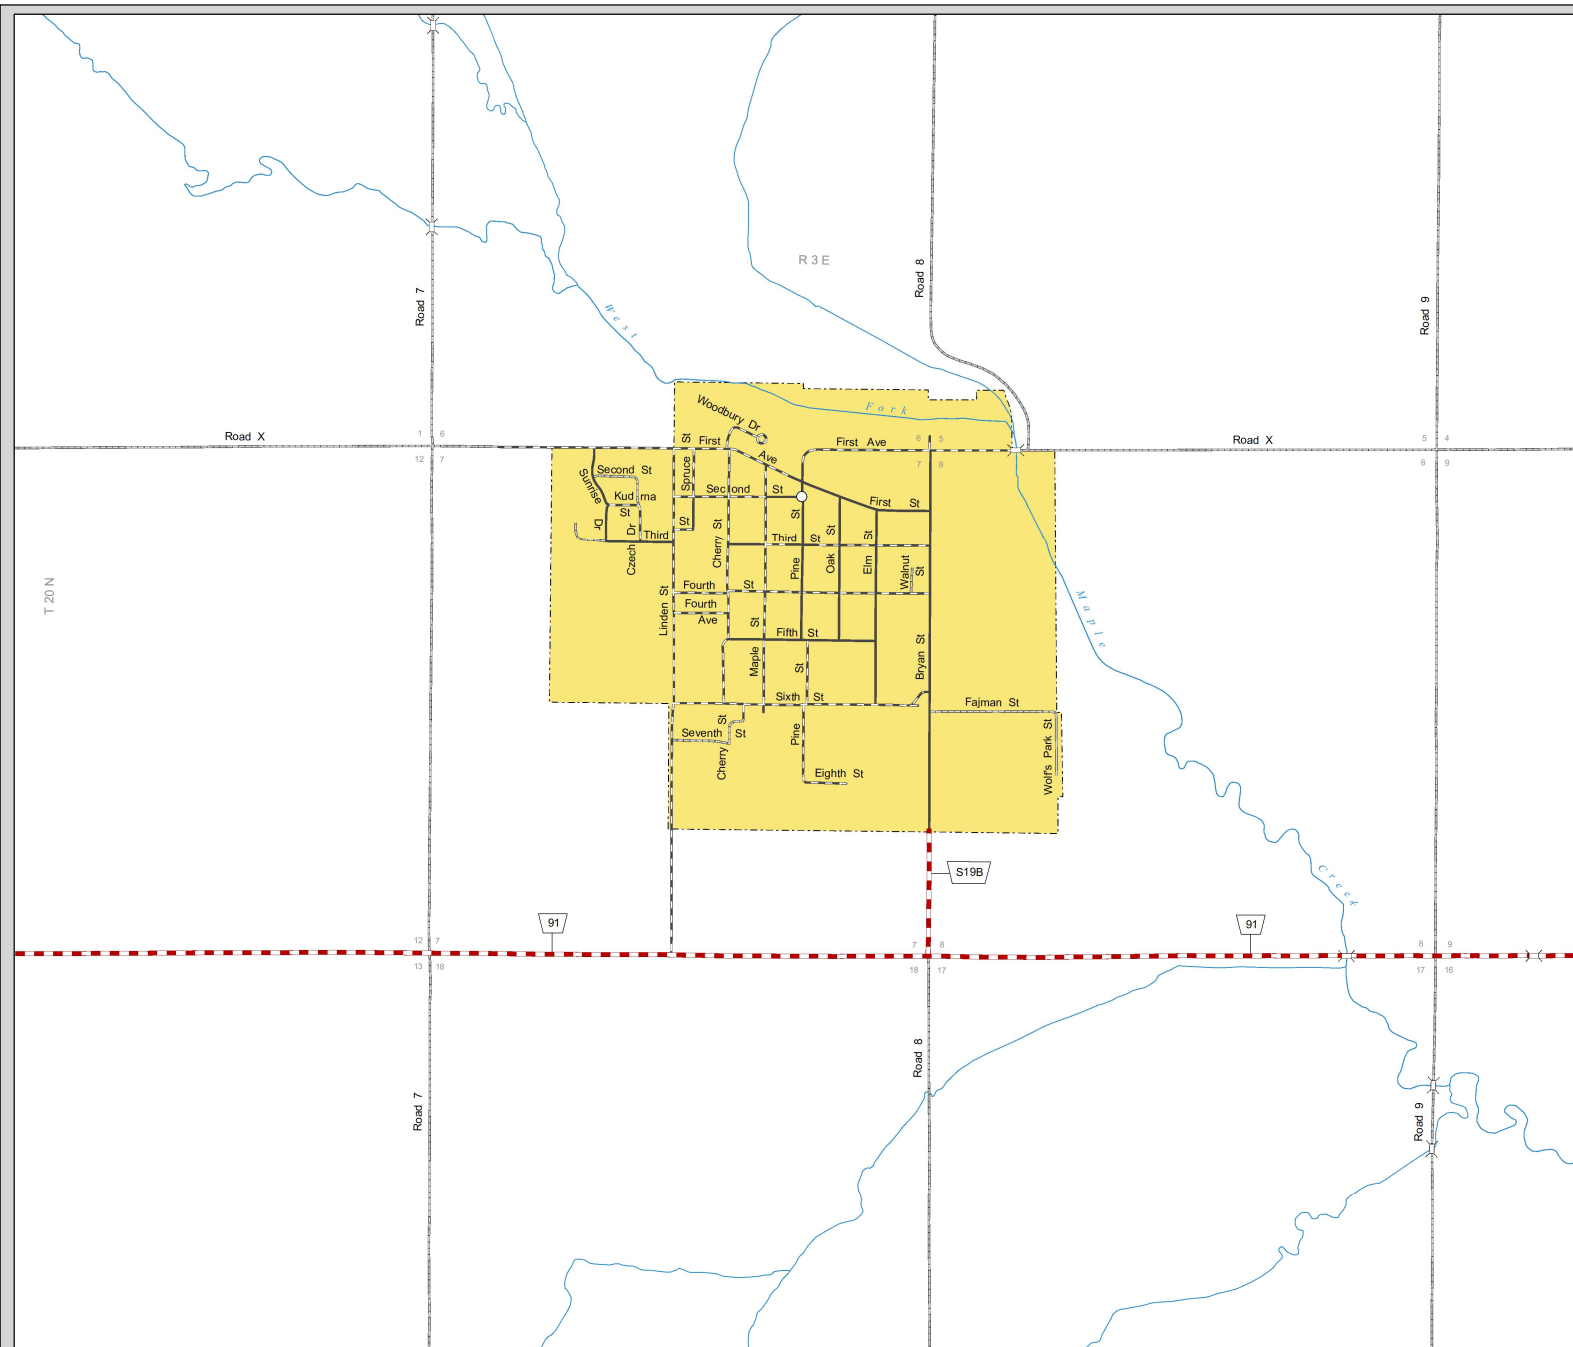 R 3 E
Road 8
Road 7
Road 9
West
Fork
Woodbury Dr
Road X
1 6
12 7
St
First
Ave
First Ave
6 5
7 8
Road X
5 4
8 9
Second St
Sunrise
Dr
Kudrna
St
Spruce
Second St
First St
St
Third
Czech
Dr
Cherry St
Third St
Pine
St
Oak
St
Elm
St
Walnut
St
T 20 N
Fourth St
Fourth
Ave
Linden St
Maple
St
Fifth St
St
Bryan St
Maple
Sixth St
Fajman St
Seventh St
Cherry
St
Pine
Eighth St
Wolf's Park St
S19B
Creek
91
91
12 7
13 18
7 8
18 17
8 9
17 16
Road 8
Road 7
Road 9